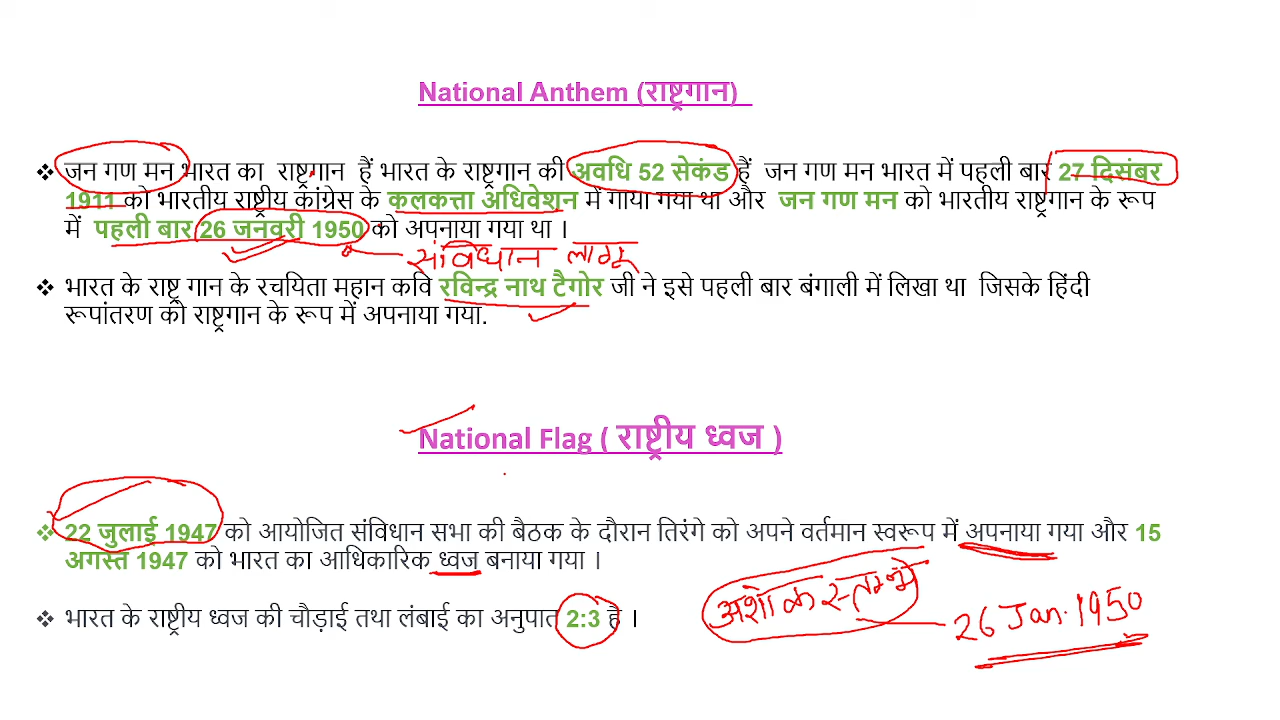 National Anthem (राष्ट्रगान)
❖ जन गण मन भारत का राष्ट्रगान हैं भारत के राष्ट्रगान की अवधि 52 सेकंड हैं जन गण मन भारत में पहली बार 27 दिसंबर
1911 को भारतीय राष्ट्रीय कांग्रेस के कलकत्ता अधिवेशन में गाया गया था और जन गण मन को भारतीय राष्ट्रगान के रूप
में पहली बार 26 जनवरी 1950 को अपनाया गया था ।
संविधान लागू
❖ भारत के राष्ट्र गान के रचयिता महान कवि रविन्द्र नाथ टैगोर जी ने इसे पहली बार बंगाली में लिखा था जिसके हिंदी
रूपांतरण को राष्ट्रगान के रूप में अपनाया गया.
National Flag ( राष्ट्रीय ध्वज )
❖ 22 जुलाई 1947 को आयोजित संविधान सभा की बैठक के दौरान तिरंगे को अपने वर्तमान स्वरूप में अपनाया गया और 15
अगस्त 1947 को भारत का आधिकारिक ध्वज बनाया गया ।
❖ भारत के राष्ट्रीय ध्वज की चौड़ाई तथा लंबाई का अनुपात 2:3 है ।
अशोक स्तम्भ 26 Jan. 1950